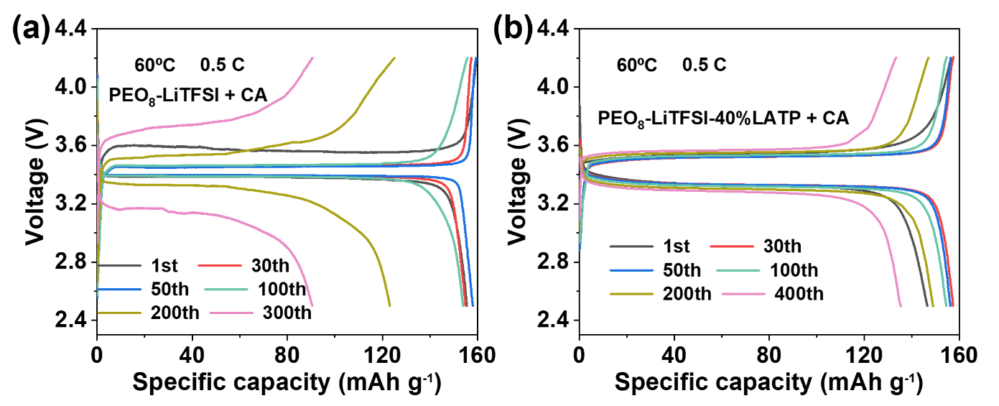 (a)
4.4
4.0
3.6
3.2
2.8
2.4
Voltage (V)
60ºC 0.5 C
PEO₈-LiTFSI + CA
1st 30th
50th 100th
200th 300th
0 40 80 120 160
Specific capacity (mAh g⁻¹)
(b)
4.4
4.0
3.6
3.2
2.8
2.4
Voltage (V)
60ºC 0.5 C
PEO₈-LiTFSI-40%LATP + CA
1st 30th
50th 100th
200th 400th
0 40 80 120 160
Specific capacity (mAh g⁻¹)